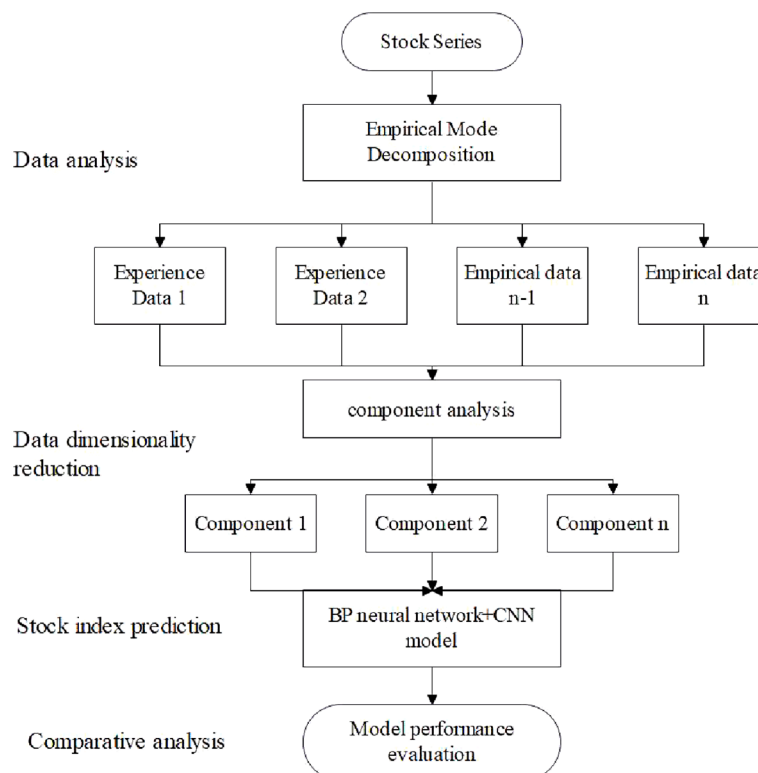 Stock Series
Empirical Mode
Decomposition
Data analysis
Experience
Data 1
Experience
Data 2
Empirical data
n-1
Empirical data
n
component analysis
Data dimensionality
reduction
Component 1
Component 2
Component n
Stock index prediction
BP neural network+CNN
model
Comparative analysis
Model performance
evaluation